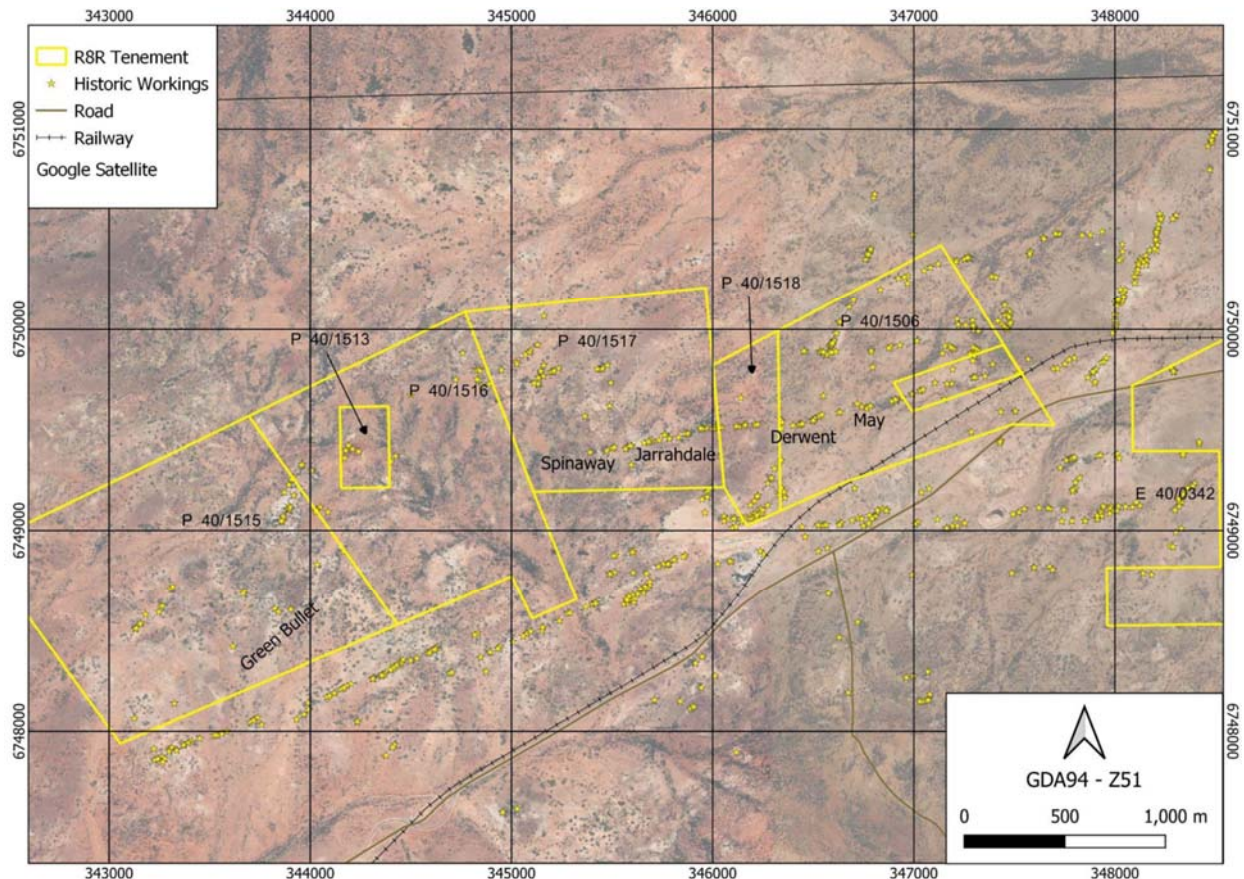 343000 344000 345000 346000 347000 348000
R8R Tenement
Historic Workings
Road
Railway
Google Satellite
6751000 6751000
P 40/1518
6750000 6750000
P 40/1513
P 40/1517
P 40/1506
P 40/1516
May
Derwent
Jarrahdale
Spinaway
E 40/0342
P 40/1515
6749000 6749000
Green Bullet
6748000 6748000
GDA94 - Z51
0 500 1,000 m
343000 344000 345000 346000 347000 348000